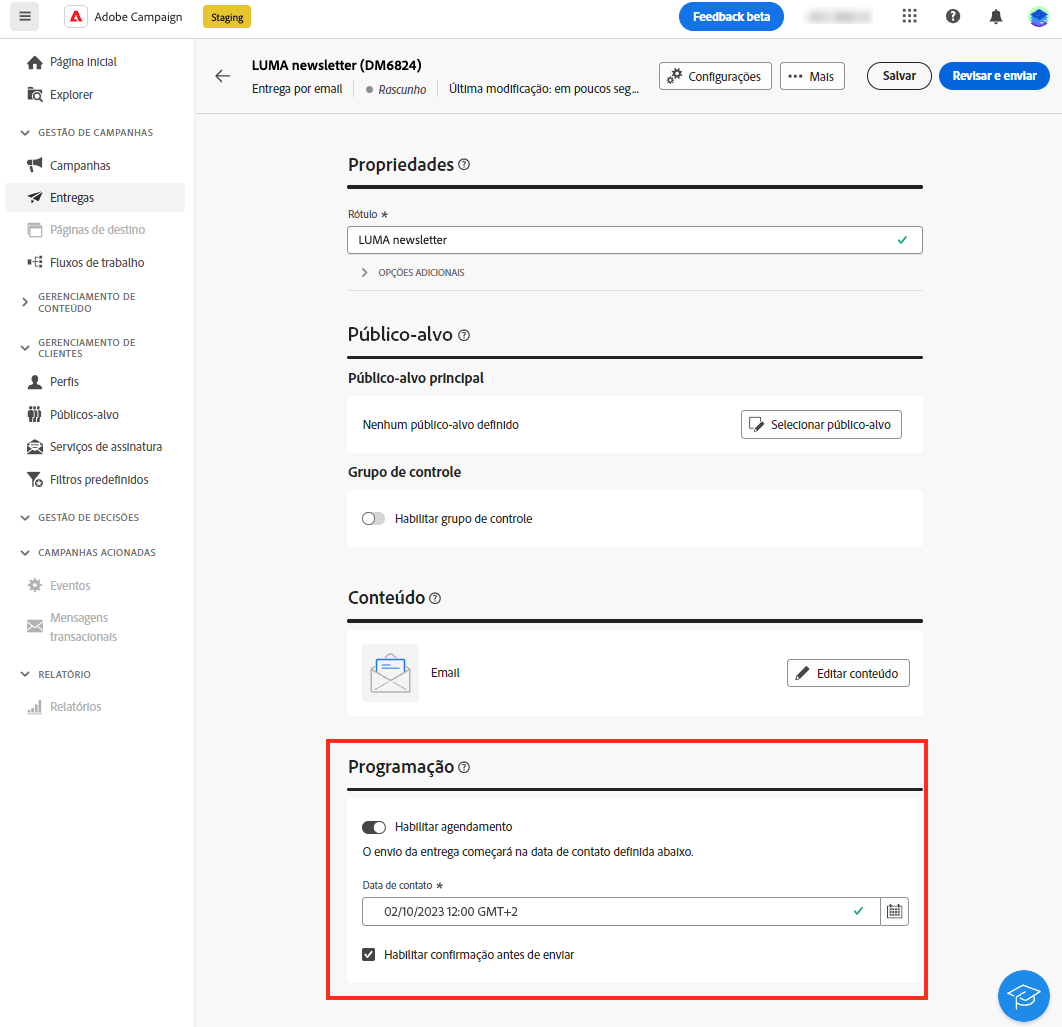 Adobe Campaign
Staging
Feedback beta
Página inicial
Explorer
GESTÃO DE CAMPANHAS
Campanhas
Entregas
Páginas de destino
Fluxos de trabalho
GERENCIAMENTO DE
CONTEÚDO
GERENCIAMENTO DE
CLIENTES
Perfis
Públicos-alvo
Serviços de assinatura
Filtros predefinidos
GESTÃO DE DECISÕES
CAMPANHAS ACIONADAS
Eventos
Mensagens
transacionais
RELATÓRIO
Relatórios
LUMA newsletter (DM6824)
Entrega por email
Rascunho
Última modificação: em poucos seg...
Configurações
Mais
Salvar
Revisar e enviar
Propriedades
Rótulo *
LUMA newsletter
OPÇÕES ADICIONAIS
Público-alvo
Público-alvo principal
Nenhum público-alvo definido
Selecionar público-alvo
Grupo de controle
Habilitar grupo de controle
Conteúdo
Email
Editar conteúdo
Programação
Habilitar agendamento
O envio da entrega começará na data de contato definida abaixo.
Data de contato *
02/10/2023 12:00 GMT+2
Habilitar confirmação antes de enviar